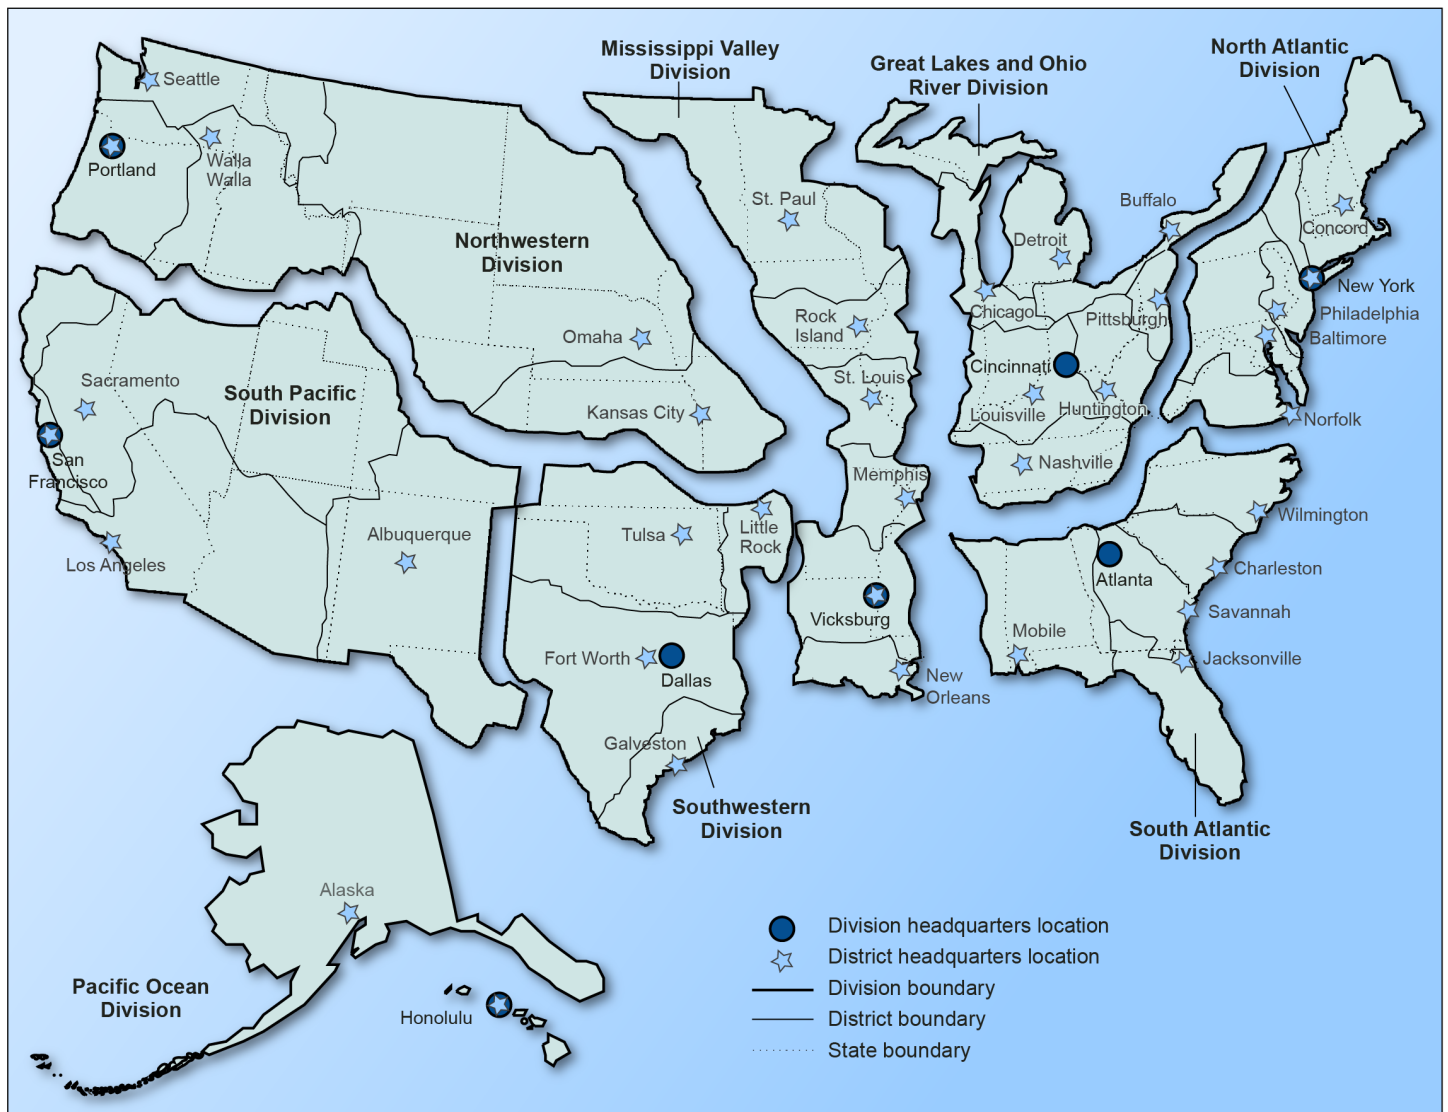 Mississippi Valley
Division
Great Lakes and Ohio
River Division
North Atlantic
Division
Seattle
Portland
Walla
Walla
Northwestern
Division
Omaha
Kansas City
St. Paul
Rock
Island
St. Louis
Memphis
Vicksburg
New
Orleans
Buffalo
Detroit
Chicago
Pittsburgh
Cincinnati
Louisville
Huntington
Nashville
Concord
New York
Philadelphia
Baltimore
Norfolk
Sacramento
South Pacific
Division
San
Francisco
Los Angeles
Albuquerque
Tulsa
Little
Rock
Fort Worth
Dallas
Galveston
Southwestern
Division
Wilmington
Atlanta
Charleston
Savannah
Mobile
Jacksonville
South Atlantic
Division
Alaska
Pacific Ocean
Division
Honolulu
Division headquarters location
District headquarters location
Division boundary
District boundary
State boundary